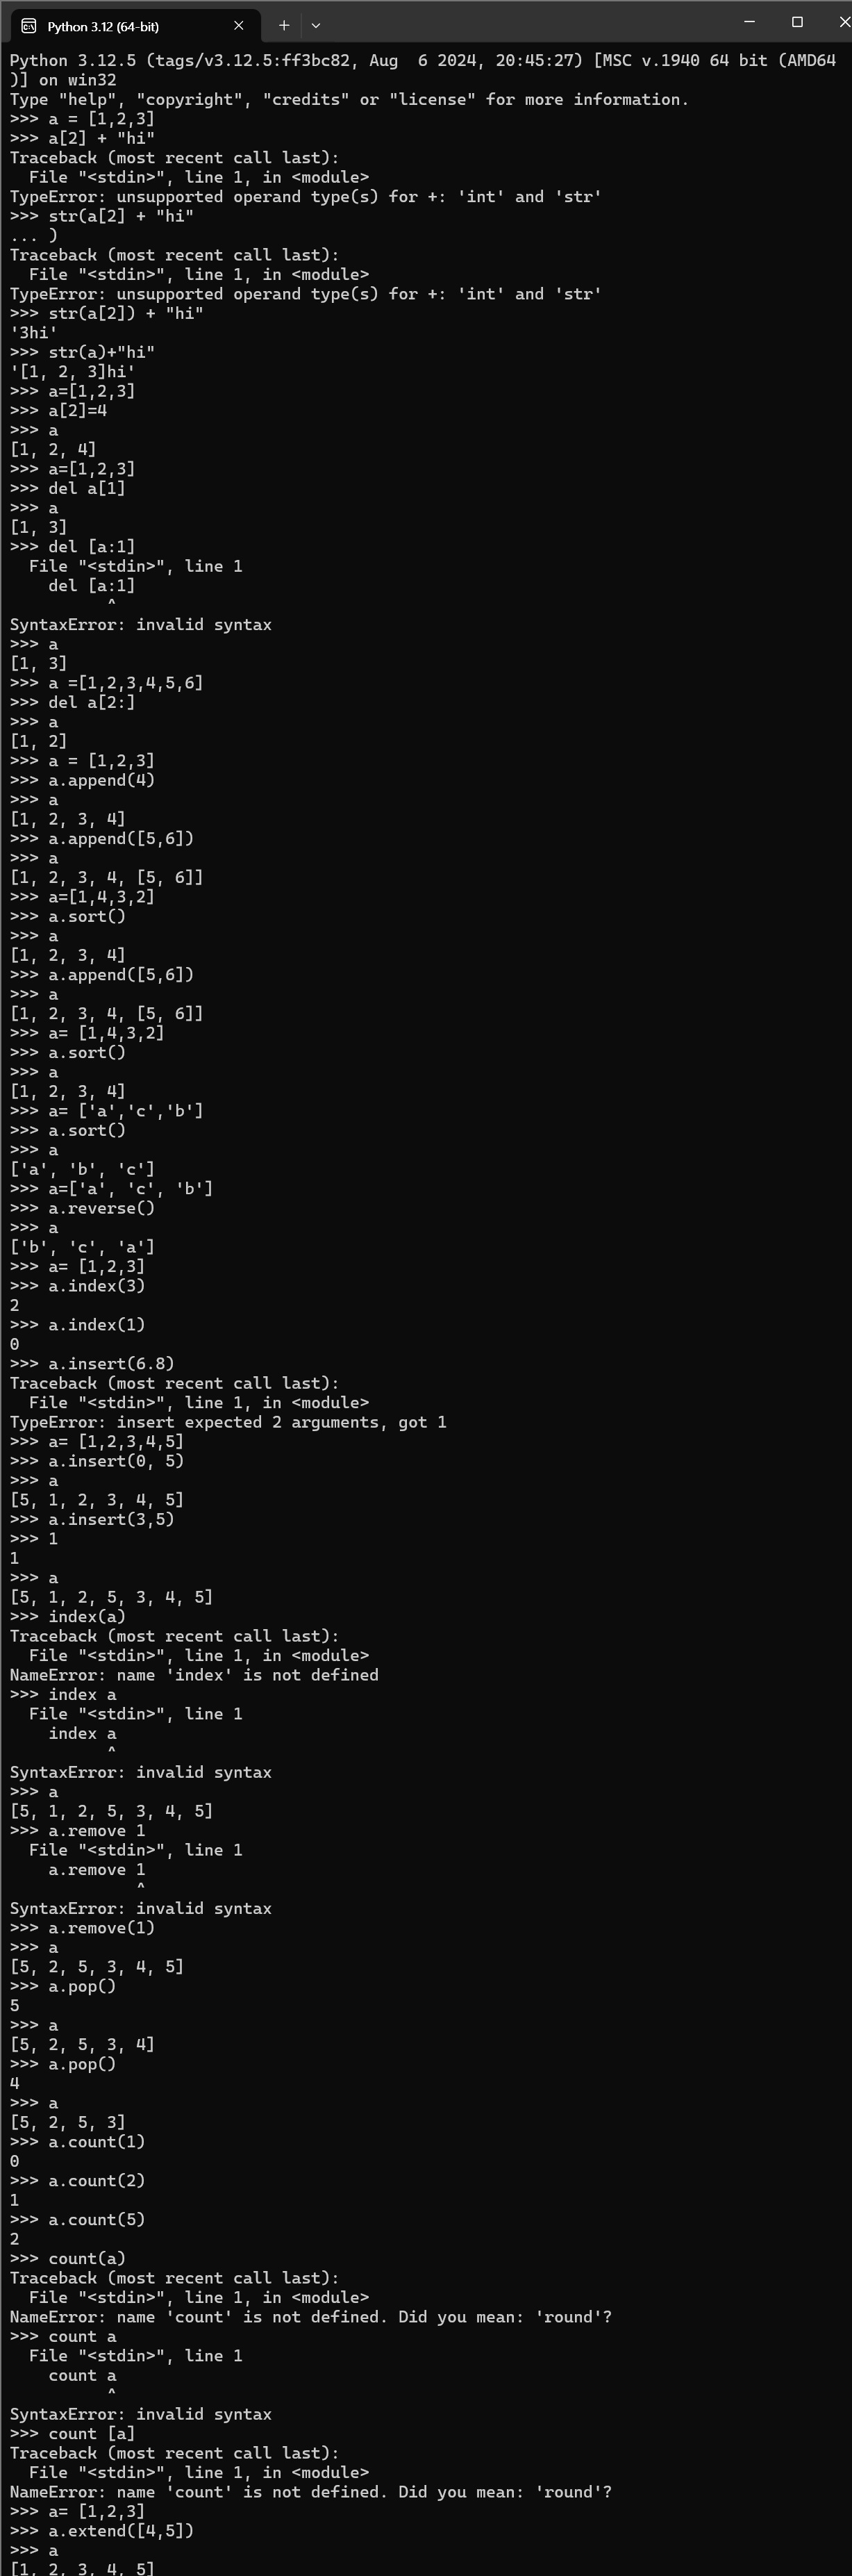 Python 3.12 (64-bit)
Python 3.12.5 (tags/v3.12.5:ff3bc82, Aug  6 2024, 20:45:27) [MSC v.1940 64 bit (AMD64
)] on win32
Type "help", "copyright", "credits" or "license" for more information.
>>> a = [1,2,3]
>>> a[2] + "hi"
Traceback (most recent call last):
  File "<stdin>", line 1, in <module>
TypeError: unsupported operand type(s) for +: 'int' and 'str'
>>> str(a[2] + "hi"
... )
Traceback (most recent call last):
  File "<stdin>", line 1, in <module>
TypeError: unsupported operand type(s) for +: 'int' and 'str'
>>> str(a[2]) + "hi"
'3hi'
>>> str(a)+"hi"
'[1, 2, 3]hi'
>>> a=[1,2,3]
>>> a[2]=4
>>> a
[1, 2, 4]
>>> a=[1,2,3]
>>> del a[1]
>>> a
[1, 3]
>>> del [a:1]
  File "<stdin>", line 1
    del [a:1]
          ^
SyntaxError: invalid syntax
>>> a
[1, 3]
>>> a =[1,2,3,4,5,6]
>>> del a[2:]
>>> a
[1, 2]
>>> a = [1,2,3]
>>> a.append(4)
>>> a
[1, 2, 3, 4]
>>> a.append([5,6])
>>> a
[1, 2, 3, 4, [5, 6]]
>>> a=[1,4,3,2]
>>> a.sort()
>>> a
[1, 2, 3, 4]
>>> a.append([5,6])
>>> a
[1, 2, 3, 4, [5, 6]]
>>> a= [1,4,3,2]
>>> a.sort()
>>> a
[1, 2, 3, 4]
>>> a= ['a','c','b']
>>> a.sort()
>>> a
['a', 'b', 'c']
>>> a=['a', 'c', 'b']
>>> a.reverse()
>>> a
['b', 'c', 'a']
>>> a= [1,2,3]
>>> a.index(3)
2
>>> a.index(1)
0
>>> a.insert(6.8)
Traceback (most recent call last):
  File "<stdin>", line 1, in <module>
TypeError: insert expected 2 arguments, got 1
>>> a= [1,2,3,4,5]
>>> a.insert(0, 5)
>>> a
[5, 1, 2, 3, 4, 5]
>>> a.insert(3,5)
>>> 1
1
>>> a
[5, 1, 2, 5, 3, 4, 5]
>>> index(a)
Traceback (most recent call last):
  File "<stdin>", line 1, in <module>
NameError: name 'index' is not defined
>>> index a
  File "<stdin>", line 1
    index a
          ^
SyntaxError: invalid syntax
>>> a
[5, 1, 2, 5, 3, 4, 5]
>>> a.remove 1
  File "<stdin>", line 1
    a.remove 1
             ^
SyntaxError: invalid syntax
>>> a.remove(1)
>>> a
[5, 2, 5, 3, 4, 5]
>>> a.pop()
5
>>> a
[5, 2, 5, 3, 4]
>>> a.pop()
4
>>> a
[5, 2, 5, 3]
>>> a.count(1)
0
>>> a.count(2)
1
>>> a.count(5)
2
>>> count(a)
Traceback (most recent call last):
  File "<stdin>", line 1, in <module>
NameError: name 'count' is not defined. Did you mean: 'round'?
>>> count a
  File "<stdin>", line 1
    count a
          ^
SyntaxError: invalid syntax
>>> count [a]
Traceback (most recent call last):
  File "<stdin>", line 1, in <module>
NameError: name 'count' is not defined. Did you mean: 'round'?
>>> a= [1,2,3]
>>> a.extend([4,5])
>>> a
[1, 2, 3, 4, 5]